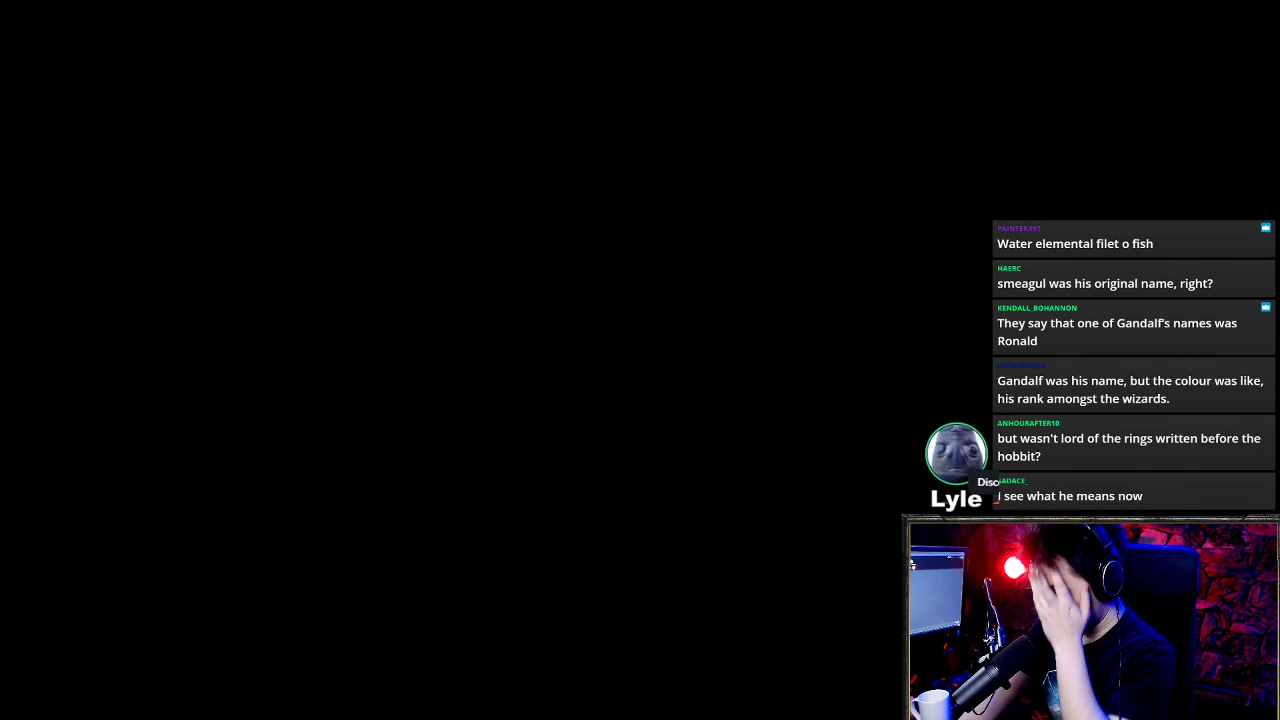 PAINTERX97
Water elemental filet o fish
HAERC
smeagul was his original name, right?
KENDALL_BOHANNON
They say that one of Gandalf's names was
Ronald
Gandalf was his name, but the colour was like,
his rank amongst the wizards.
ANHOURAFTER10
but wasn't lord of the rings written before the
hobbit?
Disc
SADACE_
I see what he means now
Lyle